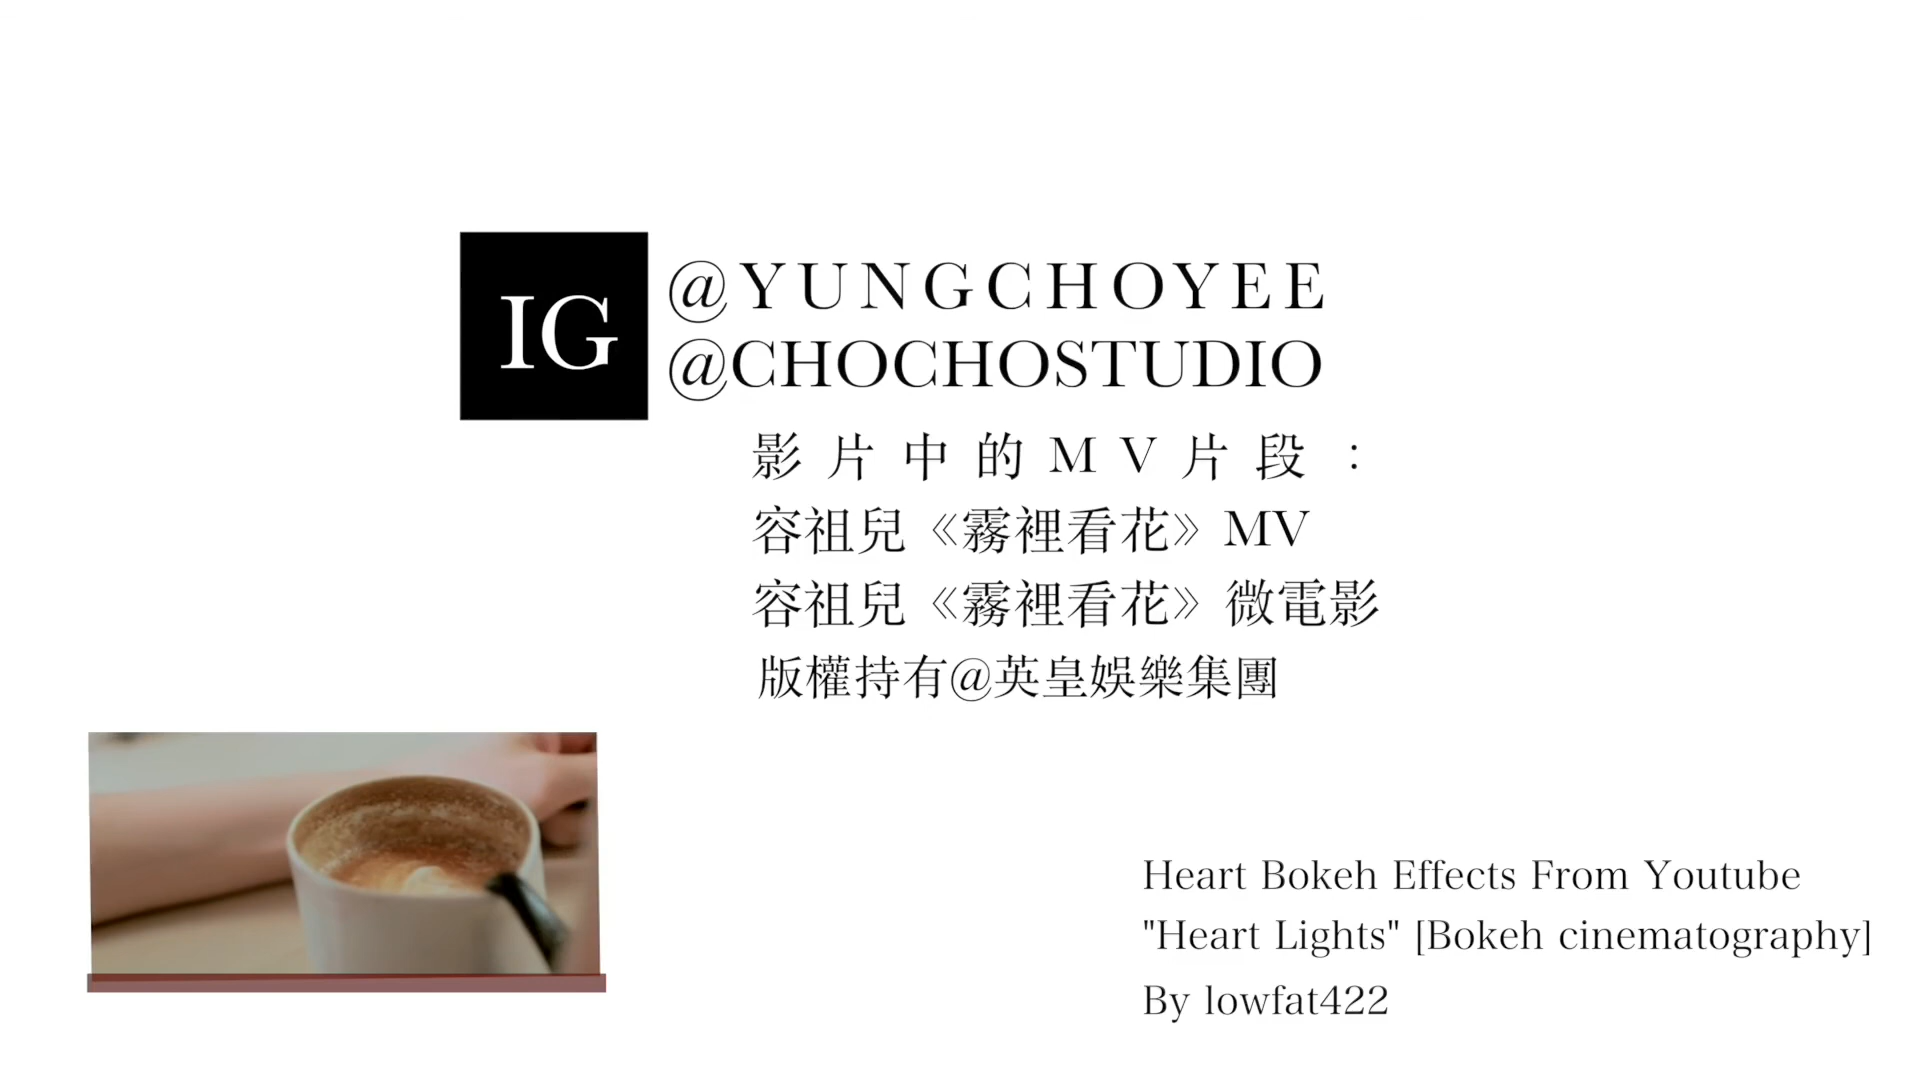 IG
@YUNGCHOYEE
@CHOCHOSTUDIO
影片中的MV片段：
容祖兒《霧裡看花》MV
容祖兒《霧裡看花》微電影
版權持有@英皇娛樂集團
Heart Bokeh Effects From Youtube
"Heart Lights" [Bokeh cinematography]
By lowfat422